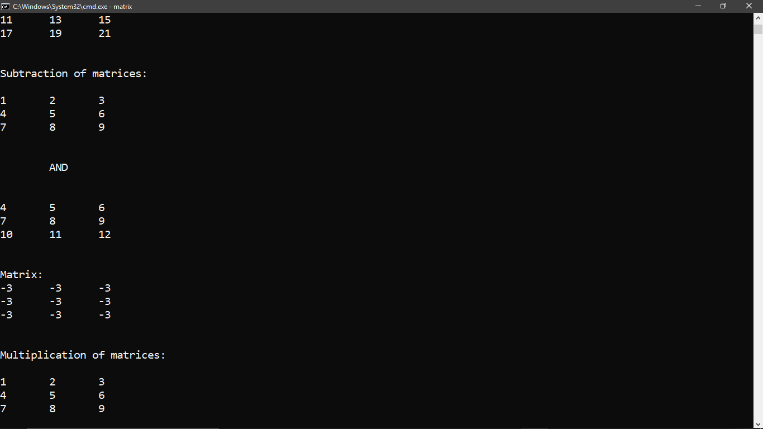 C:\Windows\System32\cmd.exe - matrix
11 13 15
17 19 21
Subtraction of matrices:
1 2 3
4 5 6
7 8 9
AND
4 5 6
7 8 9
10 11 12
Matrix:
-3 -3 -3
-3 -3 -3
-3 -3 -3
Multiplication of matrices:
1 2 3
4 5 6
7 8 9